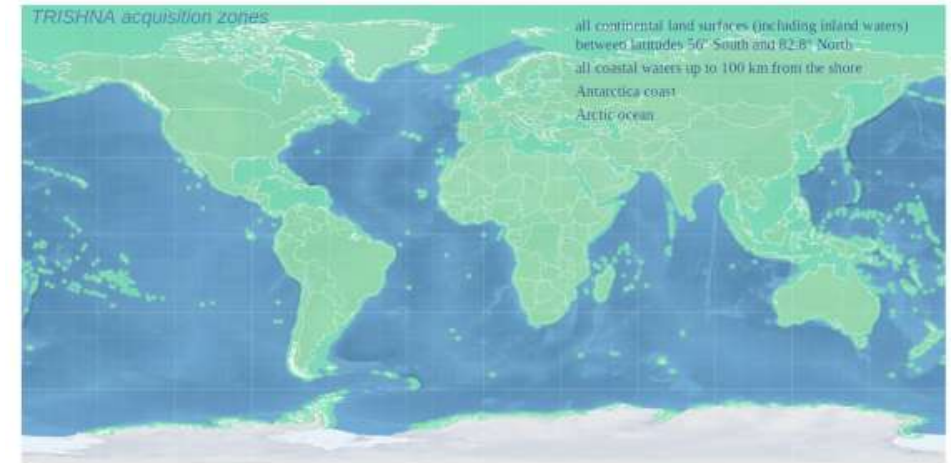 TRISHNA acquisition zones
all continental land surfaces (including inland waters)
between latitudes 56° South and 82.8° North
all coastal waters up to 100 km from the shore
Antarctica coast
Arctic ocean